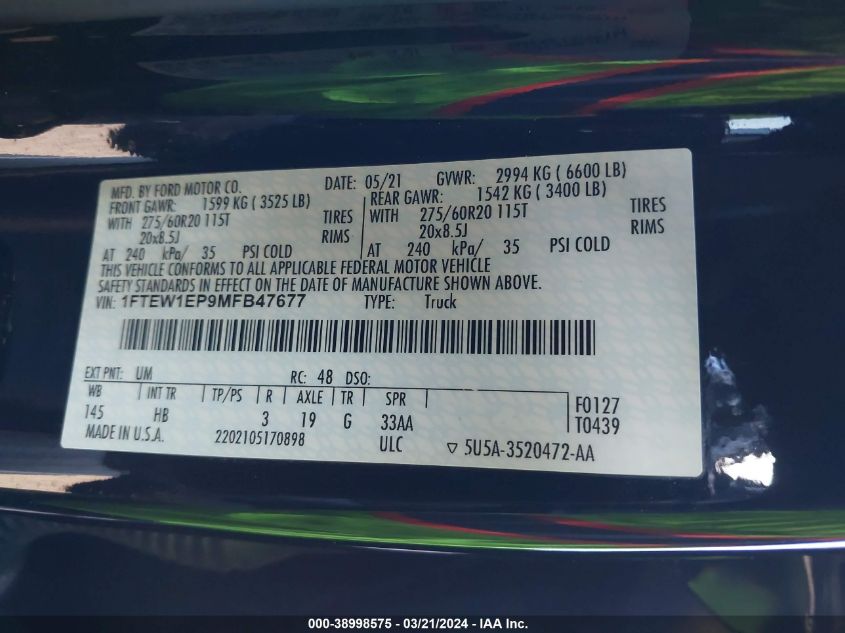 MFD. BY FORD MOTOR CO. DATE: 05/21 GVWR: 2994 KG ( 6600 LB)
FRONT GAWR: 1599 KG ( 3525 LB) REAR GAWR: 1542 KG ( 3400 LB)
WITH 275/60R20 115T TIRES WITH 275/60R20 115T TIRES
20x8.5J RIMS 20x8.5J RIMS
AT 240 kPa/ 35 PSI COLD AT 240 kPa/ 35 PSI COLD
THIS VEHICLE CONFORMS TO ALL APPLICABLE FEDERAL MOTOR VEHICLE
SAFETY STANDARDS IN EFFECT ON THE DATE OF MANUFACTURE SHOWN ABOVE.
VIN: 1FTEW1EP9MFB47677 TYPE: Truck
EXT PNT: UM RC: 48 DSO:
WB INT TR TP/PS R AXLE TR SPR
145 HB 3 19 G 33AA
F0127
T0439
MADE IN U.S.A. 2202105170898 ULC ▽ 5U5A-3520472-AA
000-38998575 - 03/21/2024 - IAA Inc.